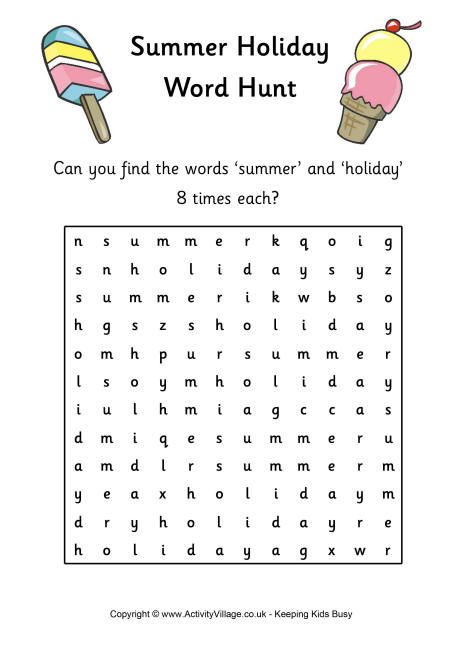 Summer Holiday
Word Hunt
Can you find the words ‘summer’ and ‘holiday’
8 times each?
n s u m m e r k q o i g
s n h o l i d a y s y z
s u m m e r i k w b s o
h g s z s h o l i d a y
o m h p u r s u m m e r
l s o y m h o l i d a y
i u l h m i a g c c a s
d m i q e s u m m e r u
a m d l r s u m m e r m
y e a x h o l i d a y m
d r y h o l i d a y r e
h o l i d a y a g x w r
Copyright © www.ActivityVillage.co.uk - Keeping Kids Busy